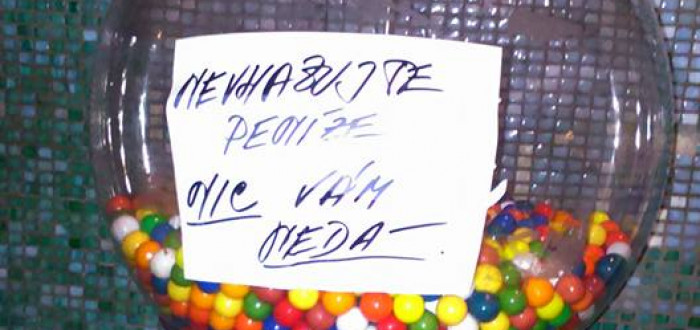 NEVHAZUJTE
PENÍZE
NIC VÁM
NEDÁ